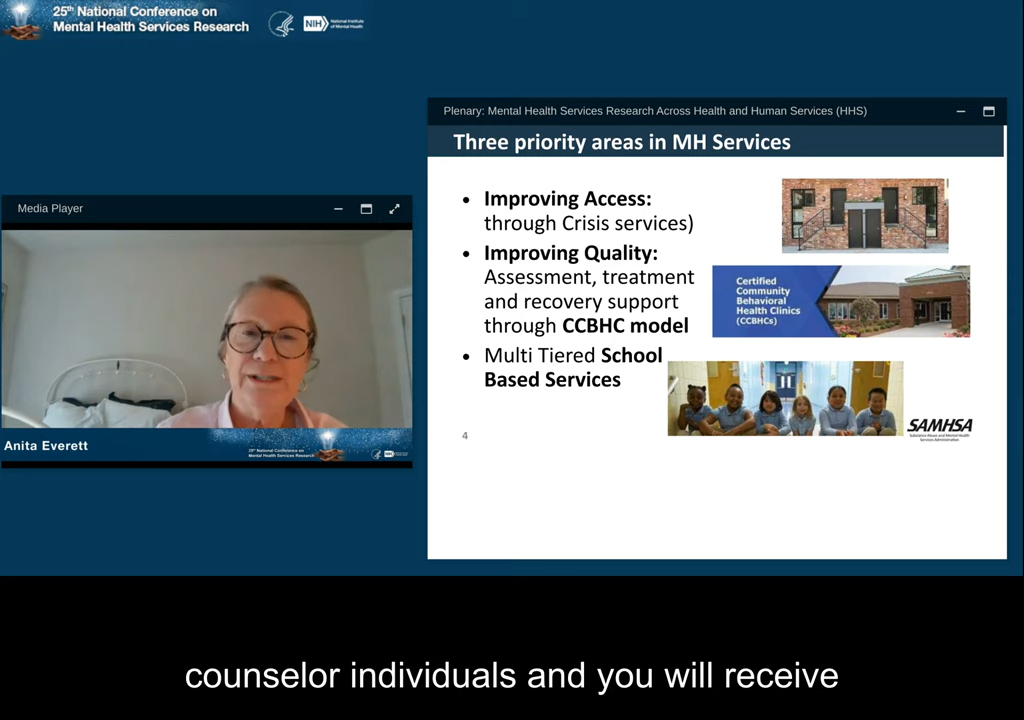 25th National Conference on
Mental Health Services Research
NIH
National Institute
of Mental Health
Plenary: Mental Health Services Research Across Health and Human Services (HHS)
Three priority areas in MH Services
• Improving Access:
through Crisis services)
• Improving Quality:
Assessment, treatment
and recovery support
through CCBHC model
• Multi Tiered School
Based Services
Certified
Community
Behavioral
Health Clinics
(CCBHCs)
4
SAMHSA
Substance Abuse and Mental Health
Services Administration
Media Player
Anita Everett
25th National Conference on
Mental Health Services Research
NIH
counselor individuals and you will receive